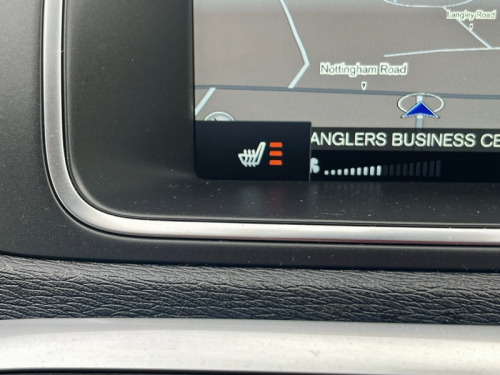 Langley Road
Nottingham Road
ANGLERS BUSINESS CE